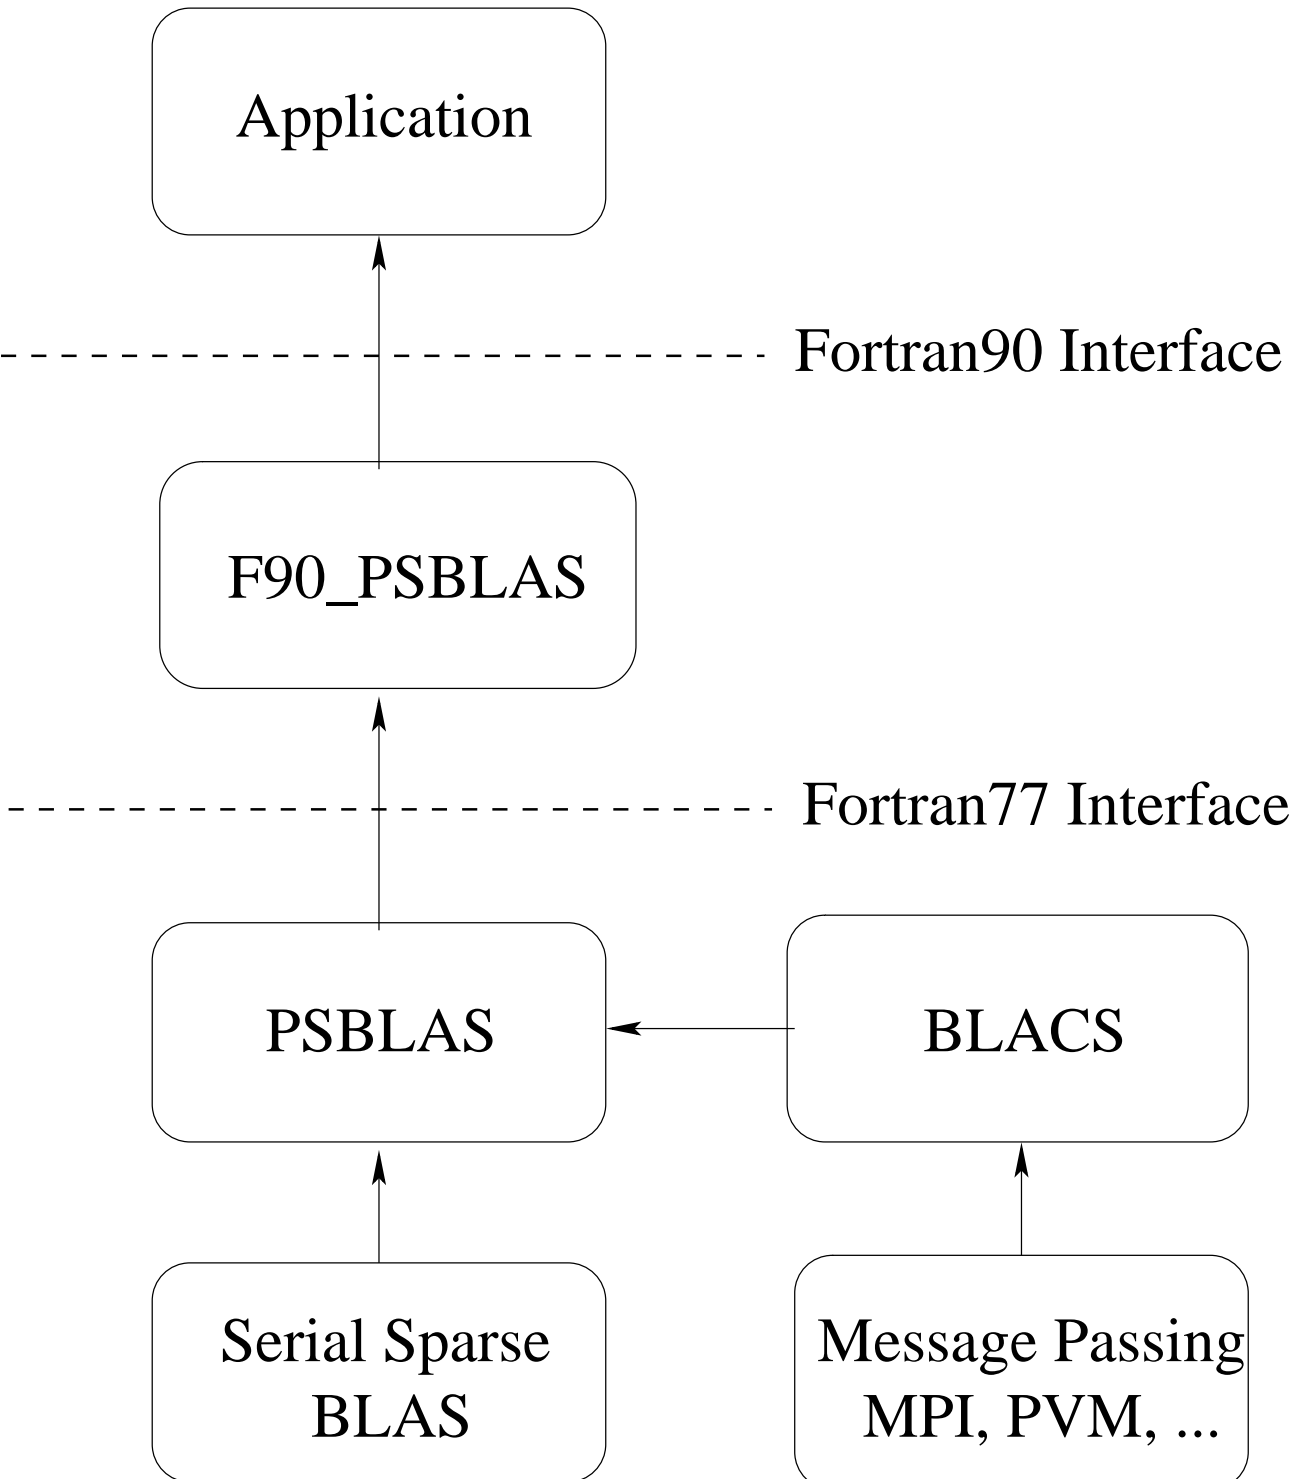 Application
Fortran90 Interface
F90_PSBLAS
Fortran77 Interface
PSBLAS
BLACS
Serial Sparse
BLAS
Message Passing
MPI, PVM, ...